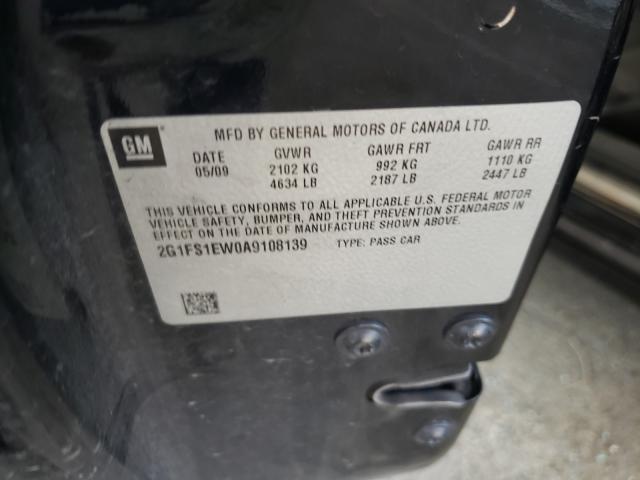 GM
MFD BY GENERAL MOTORS OF CANADA LTD.
DATE GVWR GAWR FRT GAWR RR
05/09 2102 KG 992 KG 1110 KG
4634 LB 2187 LB 2447 LB
THIS VEHICLE CONFORMS TO ALL APPLICABLE U.S. FEDERAL MOTOR
VEHICLE SAFETY, BUMPER, AND THEFT PREVENTION STANDARDS IN
EFFECT ON THE DATE OF MANUFACTURE SHOWN ABOVE.
2G1FS1EW0A9108139 TYPE: PASS CAR